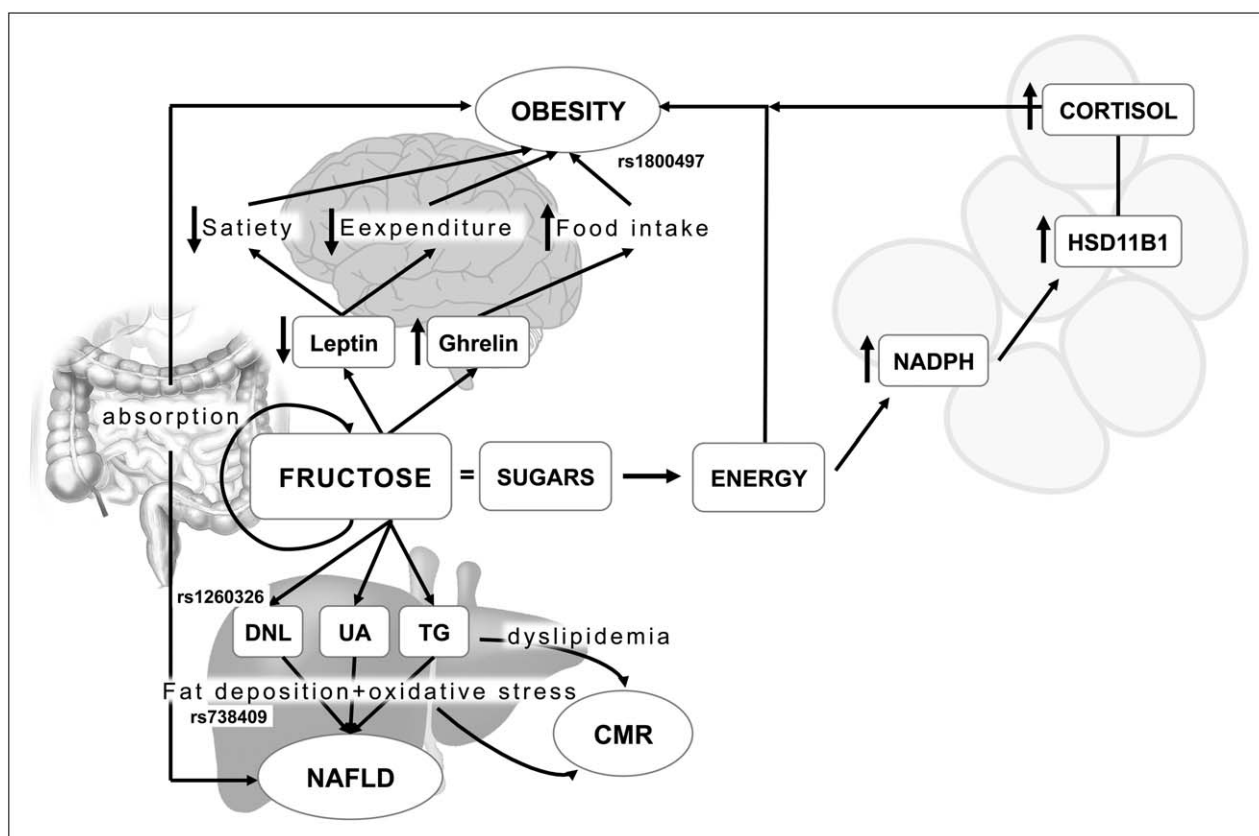 OBESITY
CORTISOL
rs1800497
Satiety
Eexpenditure
Food intake
HSD11B1
Leptin
Ghrelin
NADPH
absorption
FRUCTOSE
=
SUGARS
ENERGY
rs1260326
DNL
UA
TG
dyslipidemia
Fat deposition+oxidative stress
rs738409
CMR
NAFLD